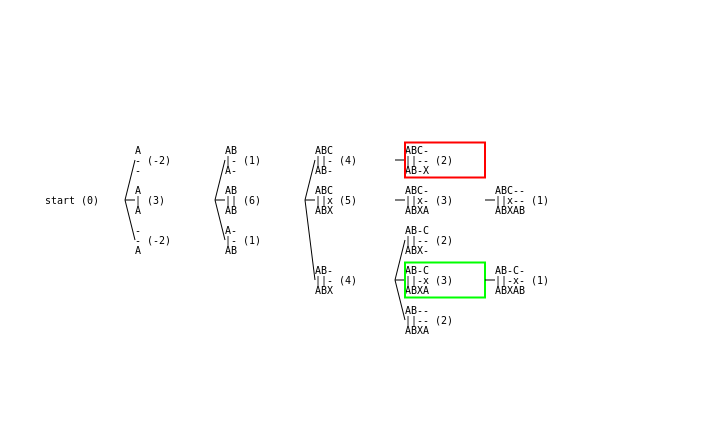 start (0)
A
- (-2)
-
A
| (3)
A
-
- (-2)
A
AB
|- (1)
A-
AB
|| (6)
AB
A-
|- (1)
AB
ABC
||- (4)
AB-
ABC
||x (5)
ABX
AB-
||- (4)
ABX
ABC-
||-- (2)
AB-X
ABC-
||x- (3)
ABXA
AB-C
||-- (2)
ABX-
AB-C
||-x (3)
ABXA
AB--
||-- (2)
ABXA
ABC--
||x-- (1)
ABXAB
AB-C-
||-x- (1)
ABXAB